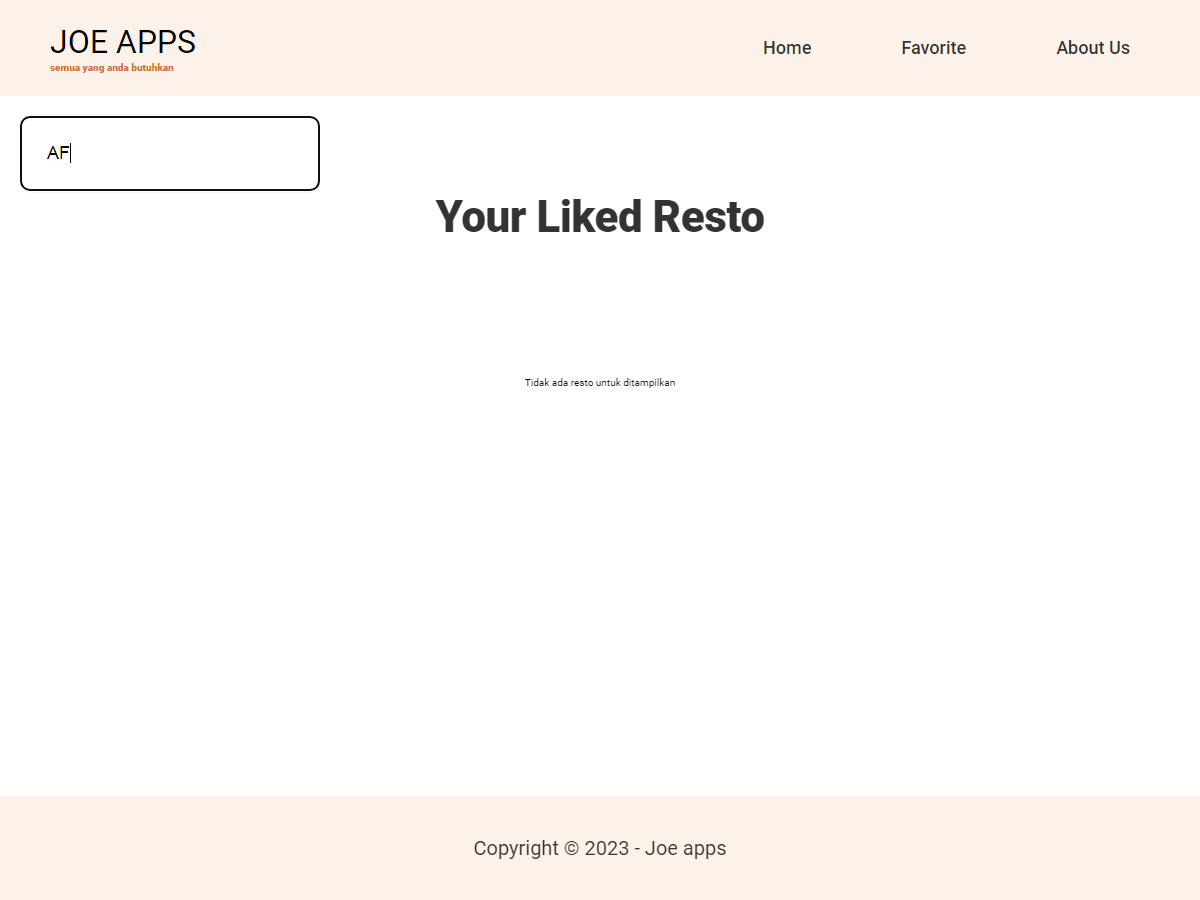 JOE APPS
semua yang anda butuhkan
Home
Favorite
About Us
AF
Your Liked Resto
Tidak ada resto untuk ditampilkan
Copyright © 2023 - Joe apps